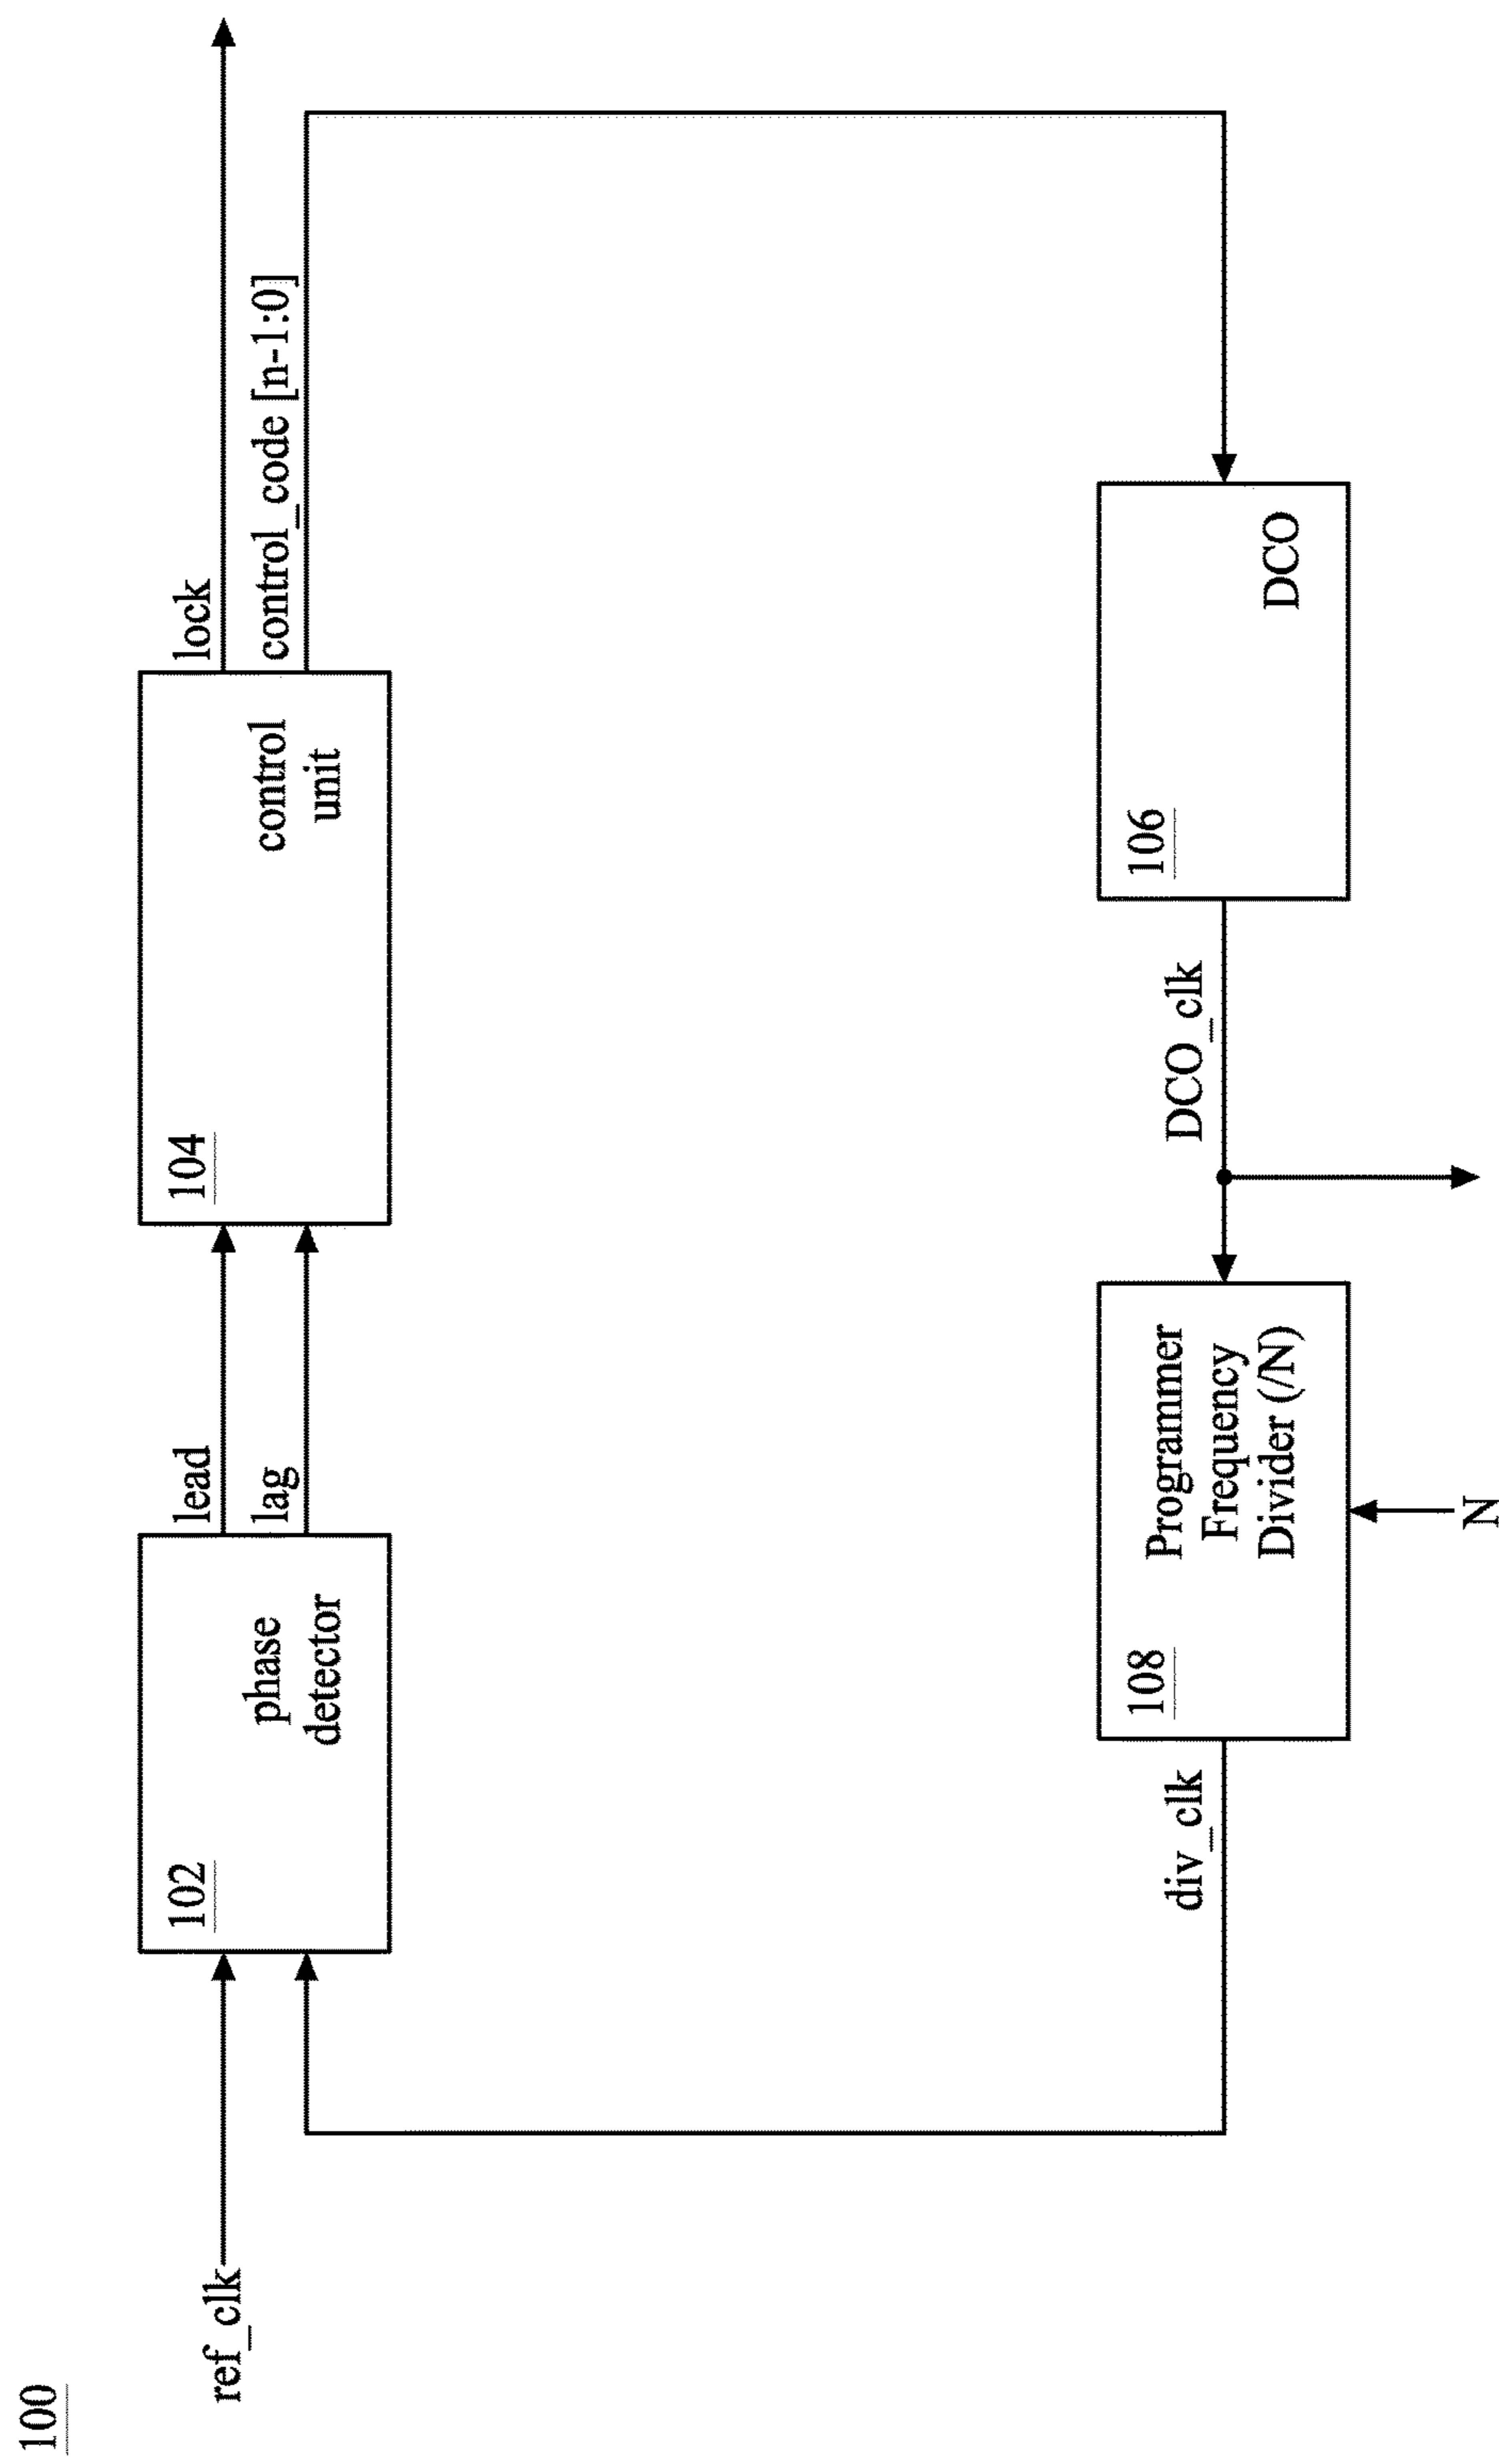 100
ref_clk
102
phase
detector
lead
lag
104
control
unit
lock
control_code [n-1:0]
div_clk
108
Programmer
Frequency
Divider (/N)
N
DCO_clk
106
DCO